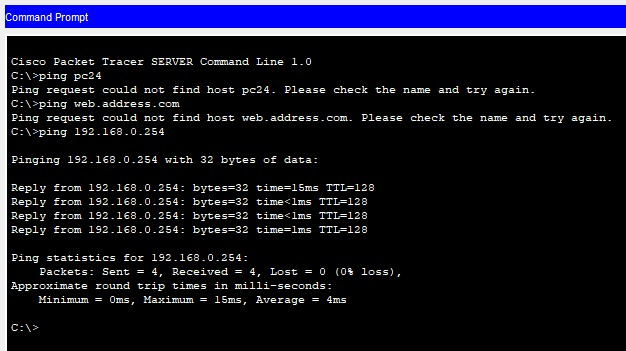 Command Prompt
Cisco Packet Tracer SERVER Command Line 1.0
C:\>ping pc24
Ping request could not find host pc24. Please check the name and try again.
C:\>ping web.address.com
Ping request could not find host web.address.com. Please check the name and try again.
C:\>ping 192.168.0.254
Pinging 192.168.0.254 with 32 bytes of data:
Reply from 192.168.0.254: bytes=32 time=15ms TTL=128
Reply from 192.168.0.254: bytes=32 time<1ms TTL=128
Reply from 192.168.0.254: bytes=32 time<1ms TTL=128
Reply from 192.168.0.254: bytes=32 time=1ms TTL=128
Ping statistics for 192.168.0.254:
Packets: Sent = 4, Received = 4, Lost = 0 (0% loss),
Approximate round trip times in milli-seconds:
Minimum = 0ms, Maximum = 15ms, Average = 4ms
C:\>